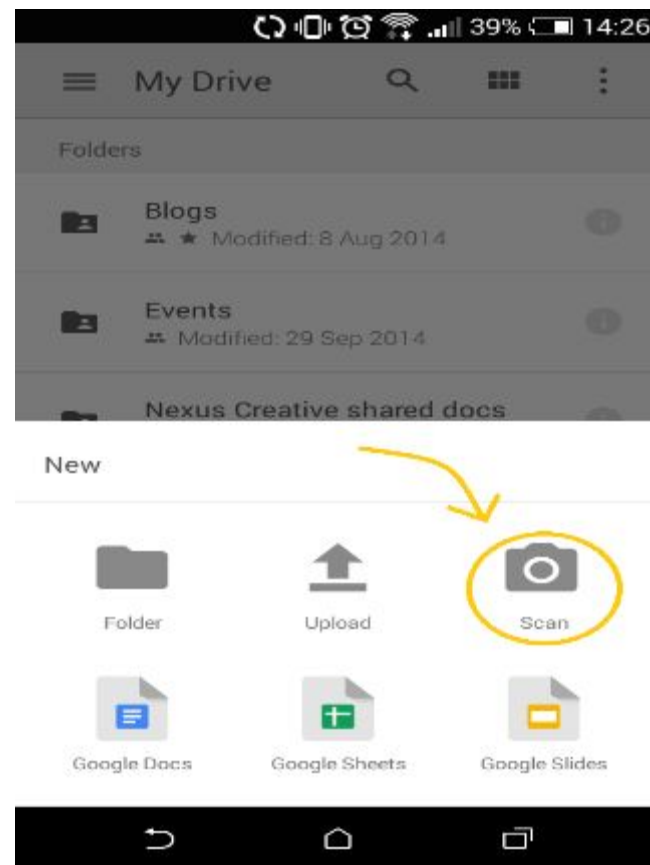 39% 14:26
My Drive
Folders
Blogs
Modified: 8 Aug 2014
Events
Modified: 29 Sep 2014
Nexus Creative shared docs
New
Folder Upload Scan
Google Docs Google Sheets Google Slides